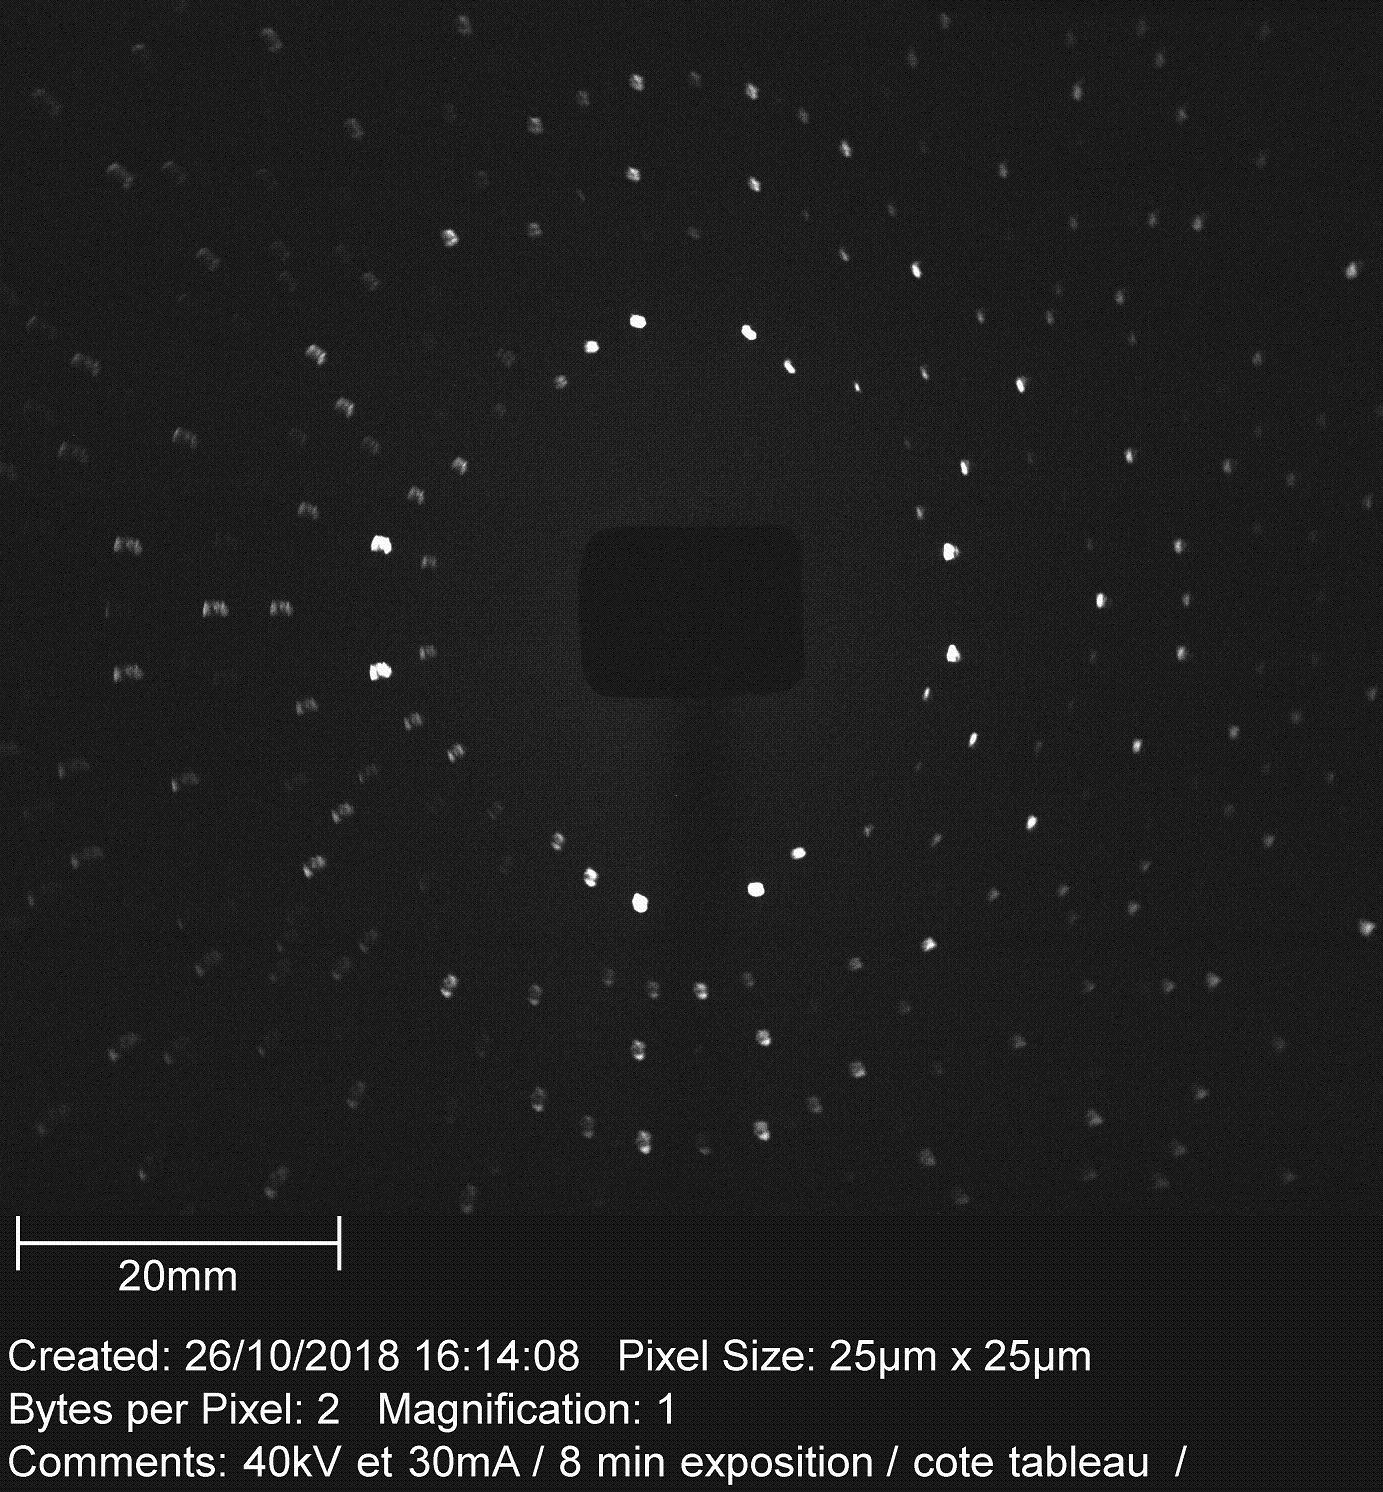 20mm
Created: 26/10/2018 16:14:08 Pixel Size: 25µm x 25µm
Bytes per Pixel: 2 Magnification: 1
Comments: 40kV et 30mA / 8 min exposition / cote tableau /